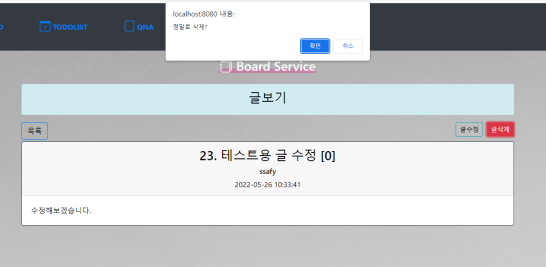 localhost:8080 내용:
정말로 삭제?
확인 취소
TODOLIST QNA
Board Service
글보기
목록 글수정 글삭제
23. 테스트용 글 수정 [0]
ssafy
2022-05-26 10:33:41
수정해보겠습니다.